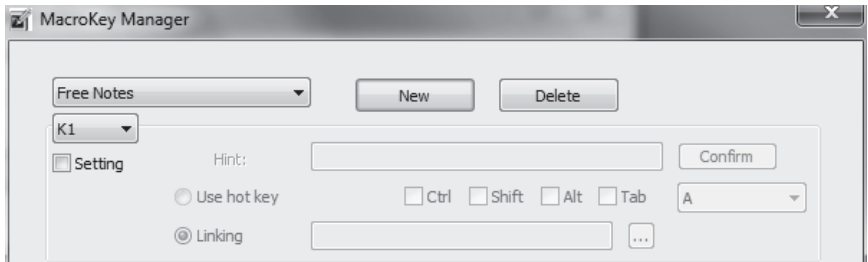 MacroKey Manager
Free Notes New Delete
K1
Setting Hint: Confirm
Use hot key Ctrl Shift Alt Tab A
Linking ...